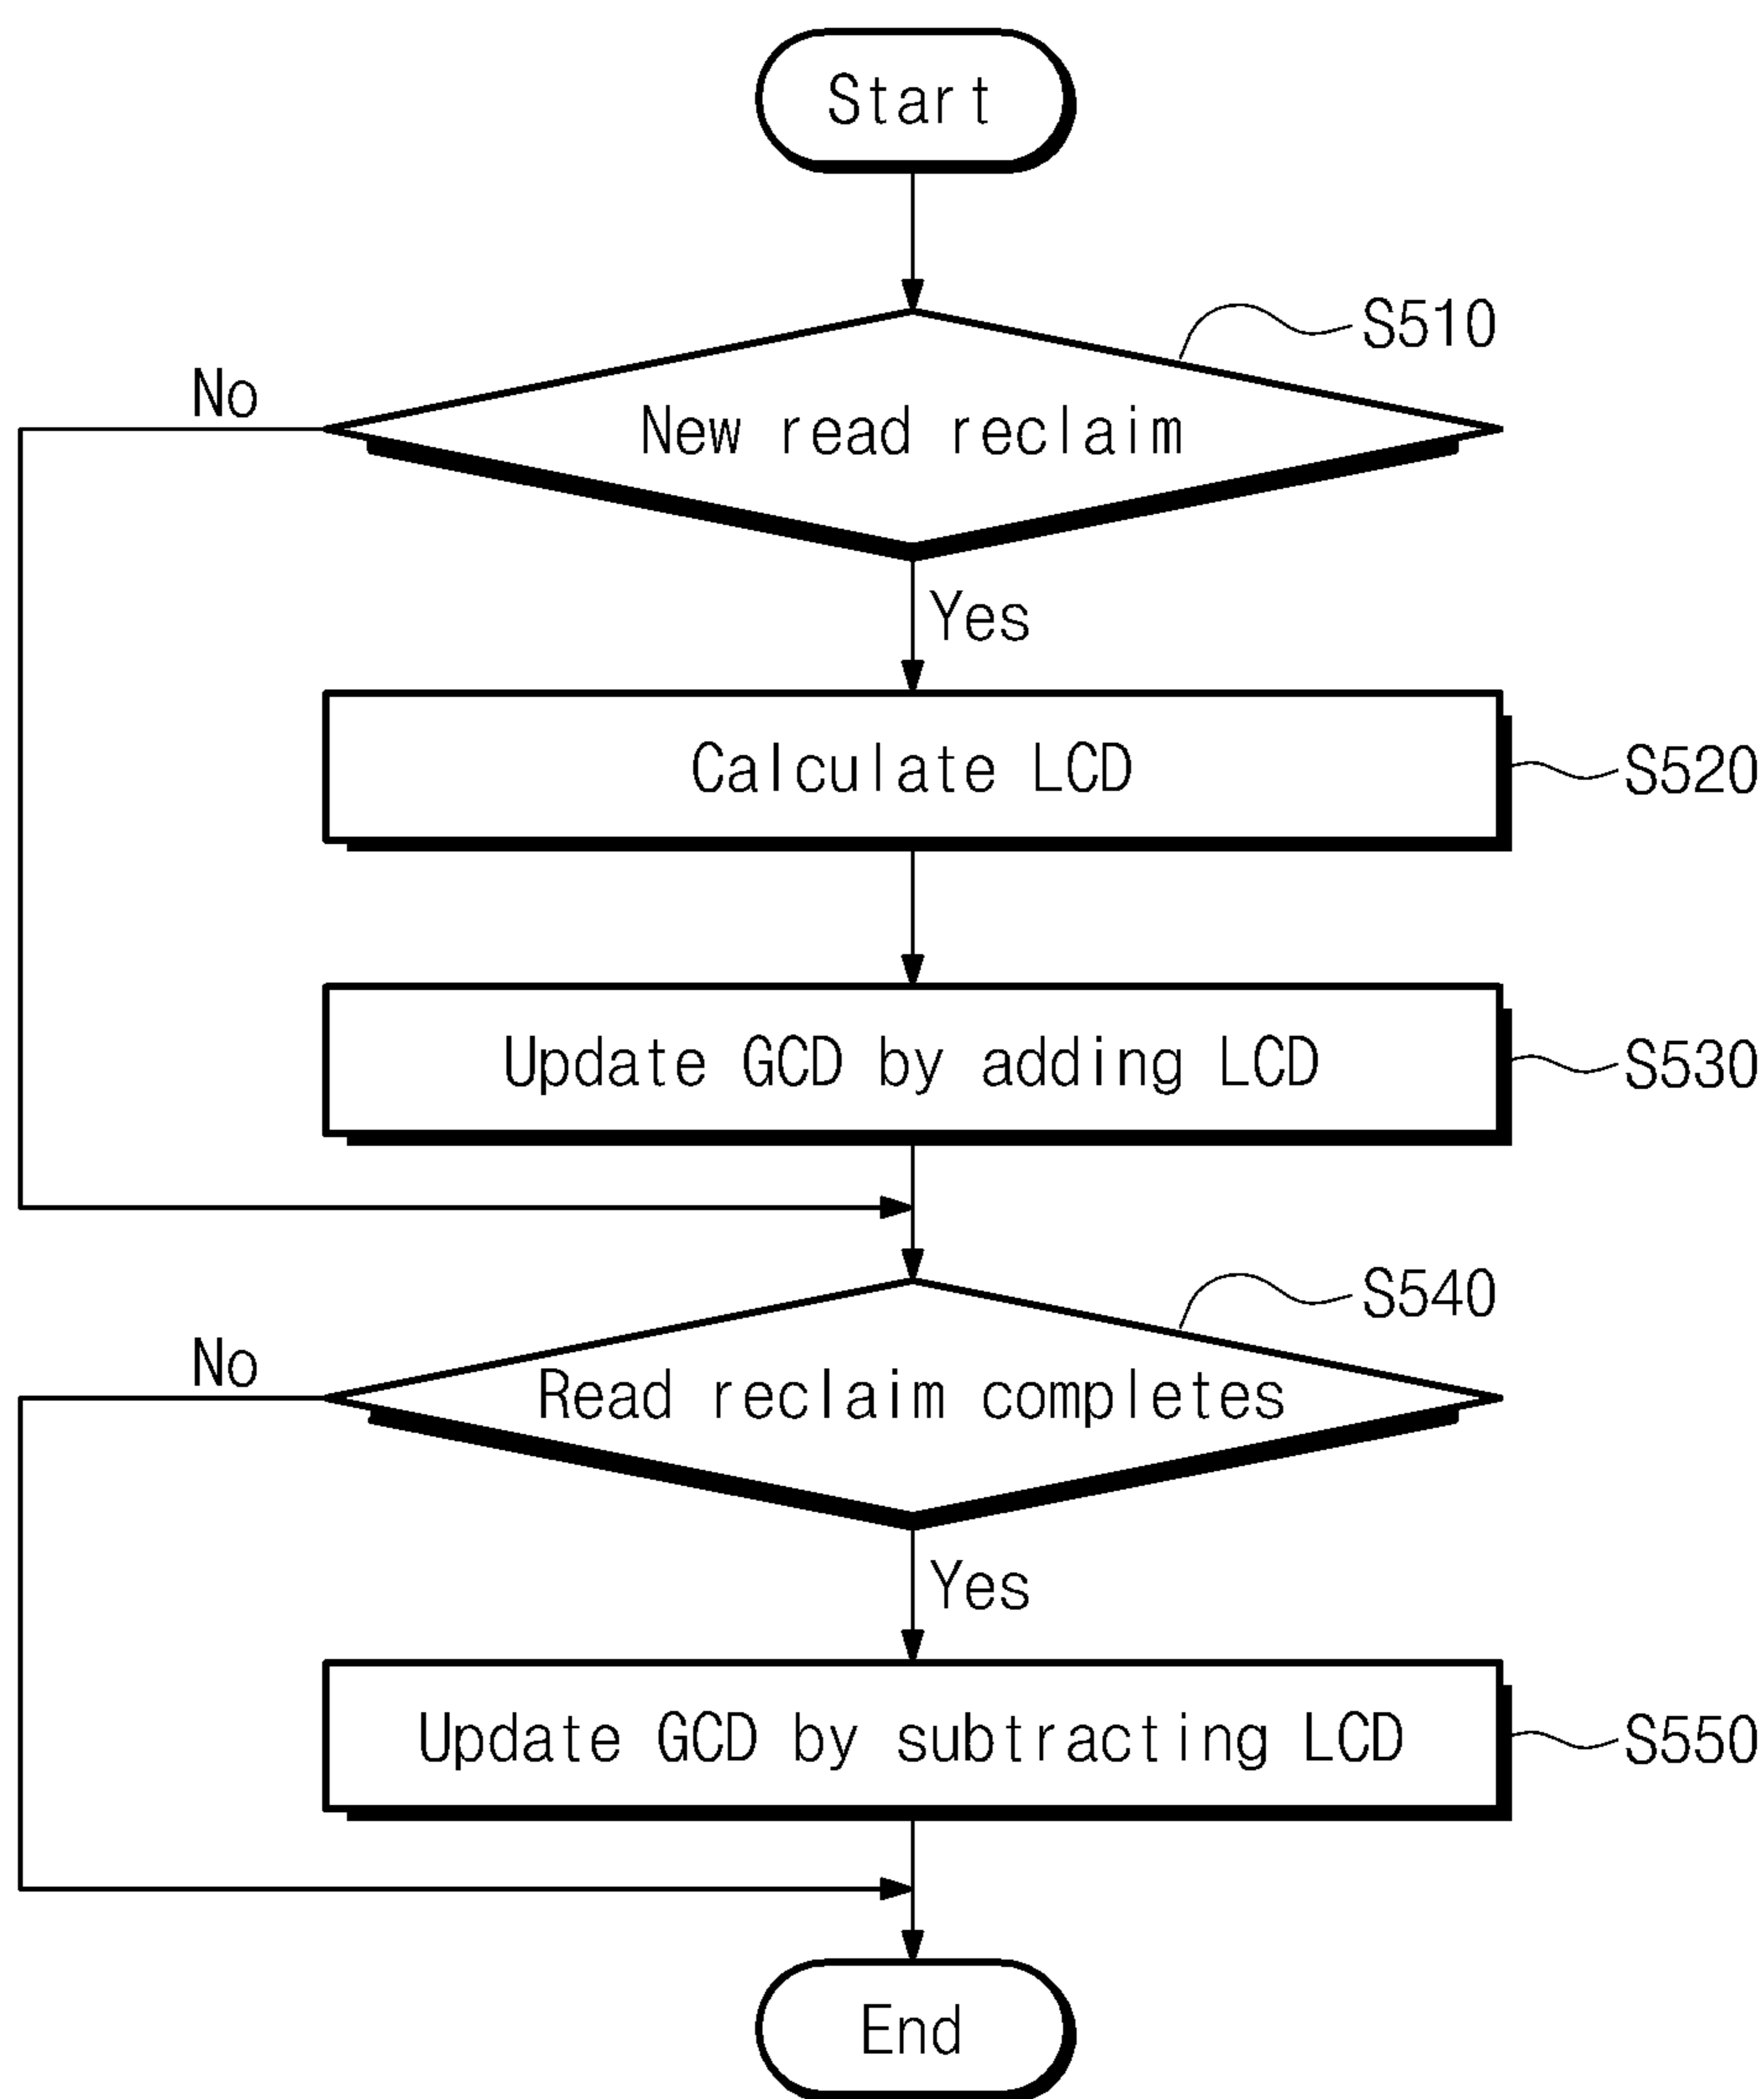 Start
S510
No
New read reclaim
Yes
Calculate LCD
S520
Update GCD by adding LCD
S530
S540
No
Read reclaim completes
Yes
Update GCD by subtracting LCD
S550
End